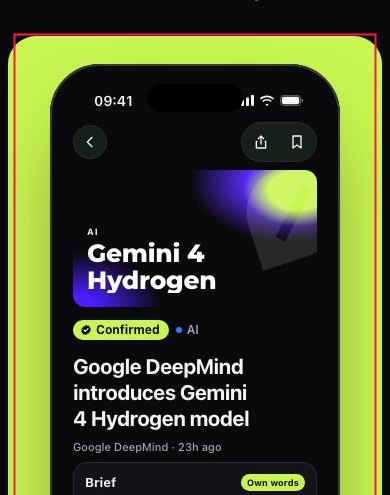 09:41
AI
Gemini 4
Hydrogen
Confirmed
AI
Google DeepMind
introduces Gemini
4 Hydrogen model
Google DeepMind · 23h ago
Brief
Own words